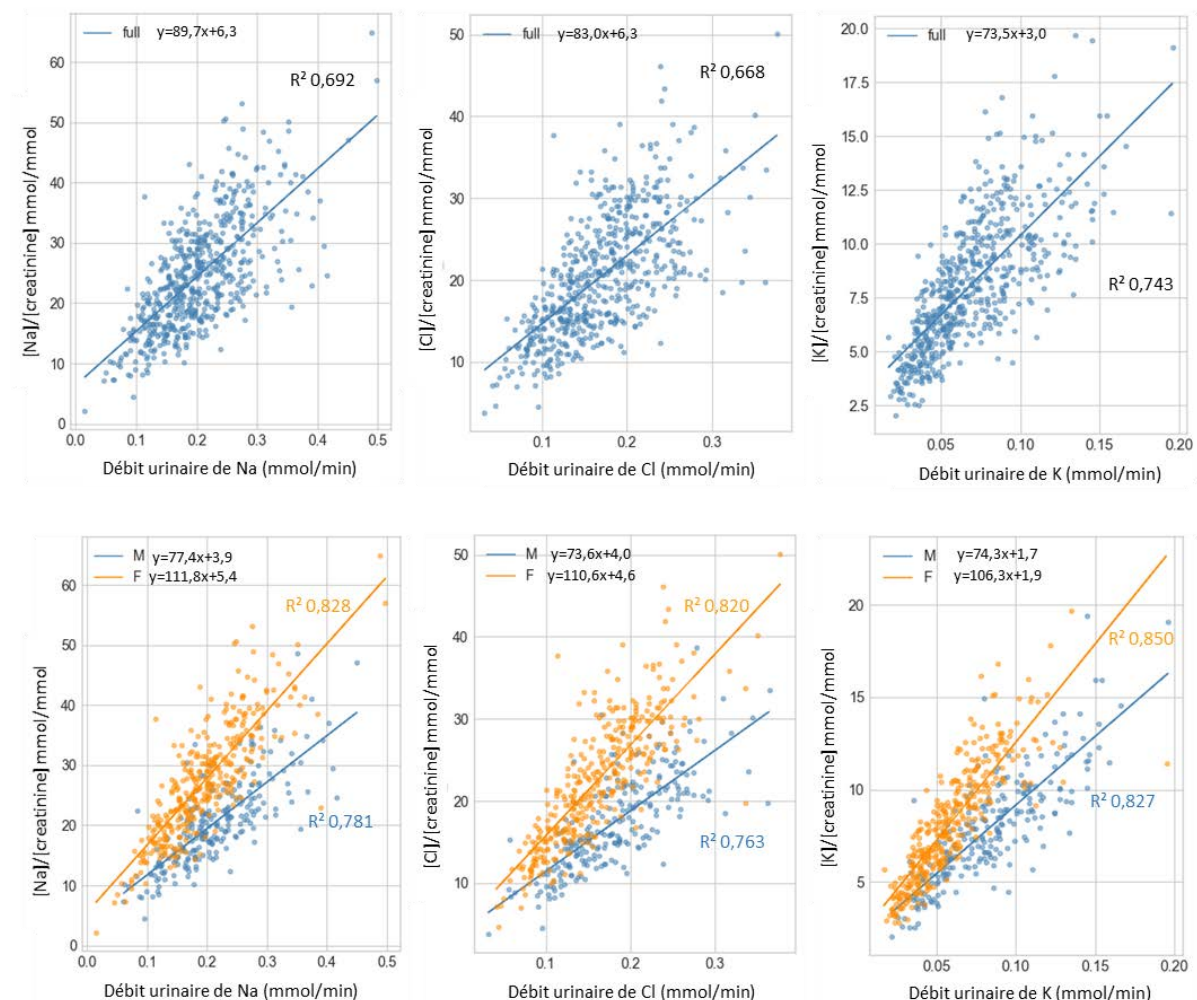 full y=89,7x+6,3
R² 0,692
60
50
40
30
20
10
0
0.0 0.1 0.2 0.3 0.4 0.5
[Na]/[creatinine] mmol/mmol
Débit urinaire de Na (mmol/min)
full y=83,0x+6,3
R² 0,668
50
40
30
20
10
0.1 0.2 0.3
[Cl]/[creatinine] mmol/mmol
Débit urinaire de Cl (mmol/min)
full y=73,5x+3,0
R² 0,743
20.0
17.5
15.0
12.5
10.0
7.5
5.0
2.5
0.05 0.10 0.15 0.20
[K]/[creatinine] mmol/mmol
Débit urinaire de K (mmol/min)
M y=77,4x+3,9
F y=111,8x+5,4
R² 0,828
R² 0,781
60
50
40
30
20
10
0
0.0 0.1 0.2 0.3 0.4 0.5
[Na]/[creatinine] mmol/mmol
Débit urinaire de Na (mmol/min)
M y=73,6x+4,0
F y=110,6x+4,6
R² 0,820
R² 0,763
50
40
30
20
10
0.1 0.2 0.3
[Cl]/[creatinine] mmol/mmol
Débit urinaire de Cl (mmol/min)
M y=74,3x+1,7
F y=106,3x+1,9
R² 0,850
R² 0,827
20
15
10
5
0.05 0.10 0.15 0.20
[K]/[creatinine] mmol/mmol
Débit urinaire de K (mmol/min)